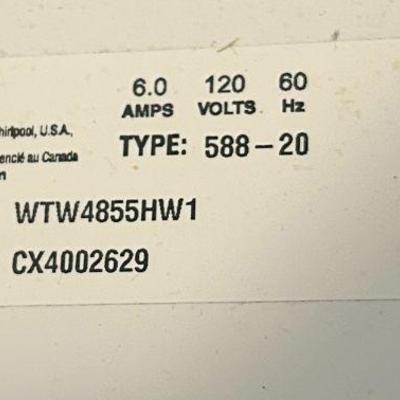 6.0 120 60
AMPS VOLTS Hz
hirlpool, U.S.A.,
TYPE: 588-20
encié au Canada
n
WTW4855HW1
CX4002629